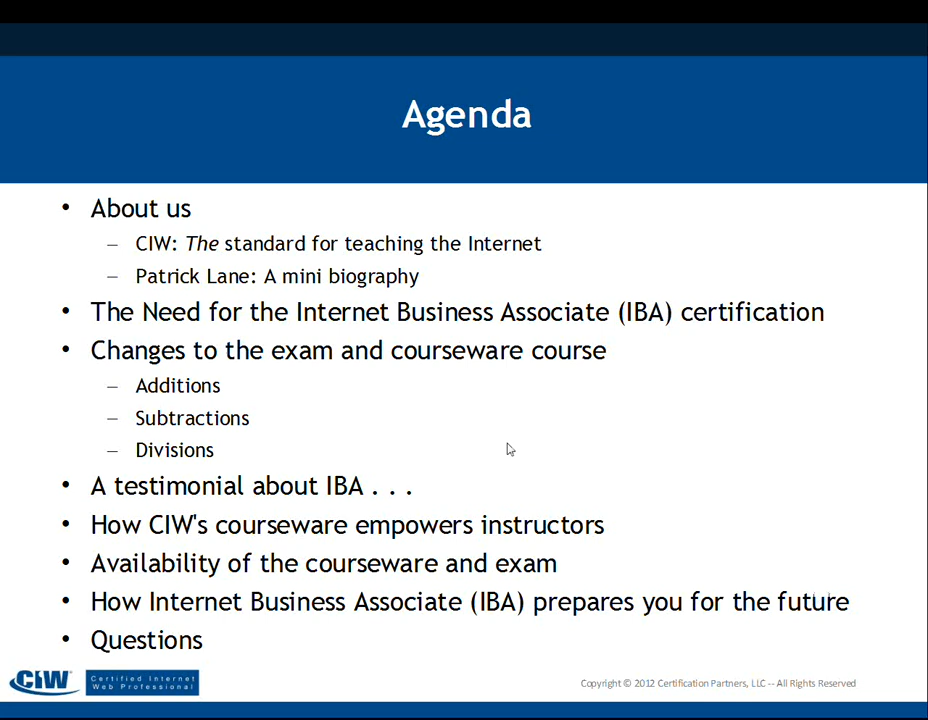 Agenda
• About us
– CIW: The standard for teaching the Internet
– Patrick Lane: A mini biography
• The Need for the Internet Business Associate (IBA) certification
• Changes to the exam and courseware course
– Additions
– Subtractions
– Divisions
• A testimonial about IBA . . .
• How CIW's courseware empowers instructors
• Availability of the courseware and exam
• How Internet Business Associate (IBA) prepares you for the future
• Questions
CIW
Certified Internet
Web Professional
Copyright © 2012 Certification Partners, LLC -- All Rights Reserved